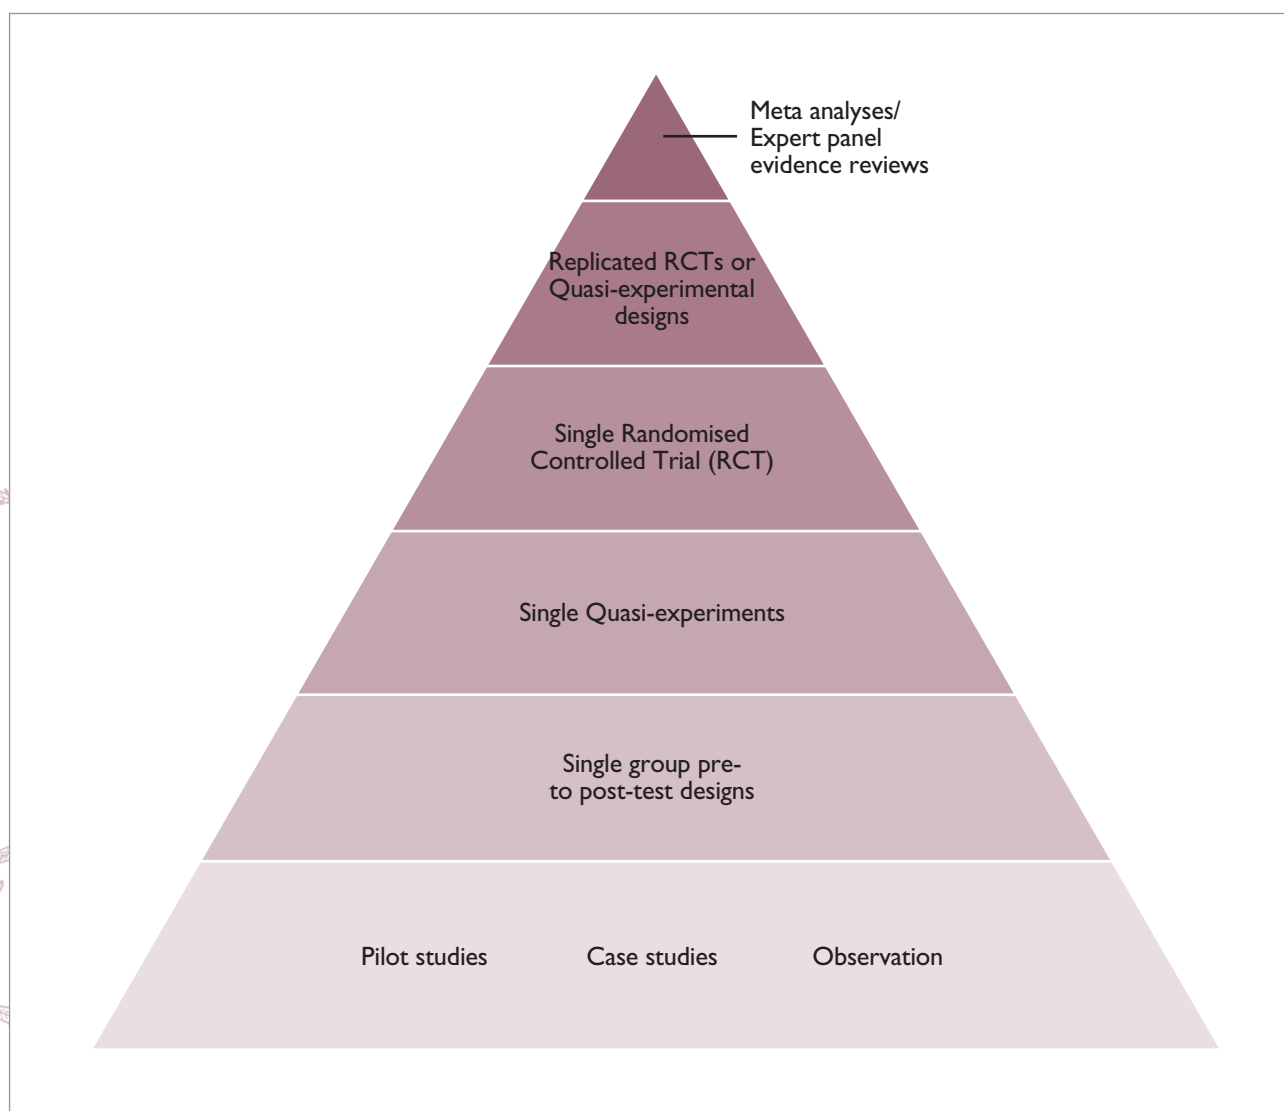 Meta analyses/
Expert panel
evidence reviews
Replicated RCTs or
Quasi-experimental
designs
Single Randomised
Controlled Trial (RCT)
Single Quasi-experiments
Single group pre-
to post-test designs
Pilot studies Case studies Observation